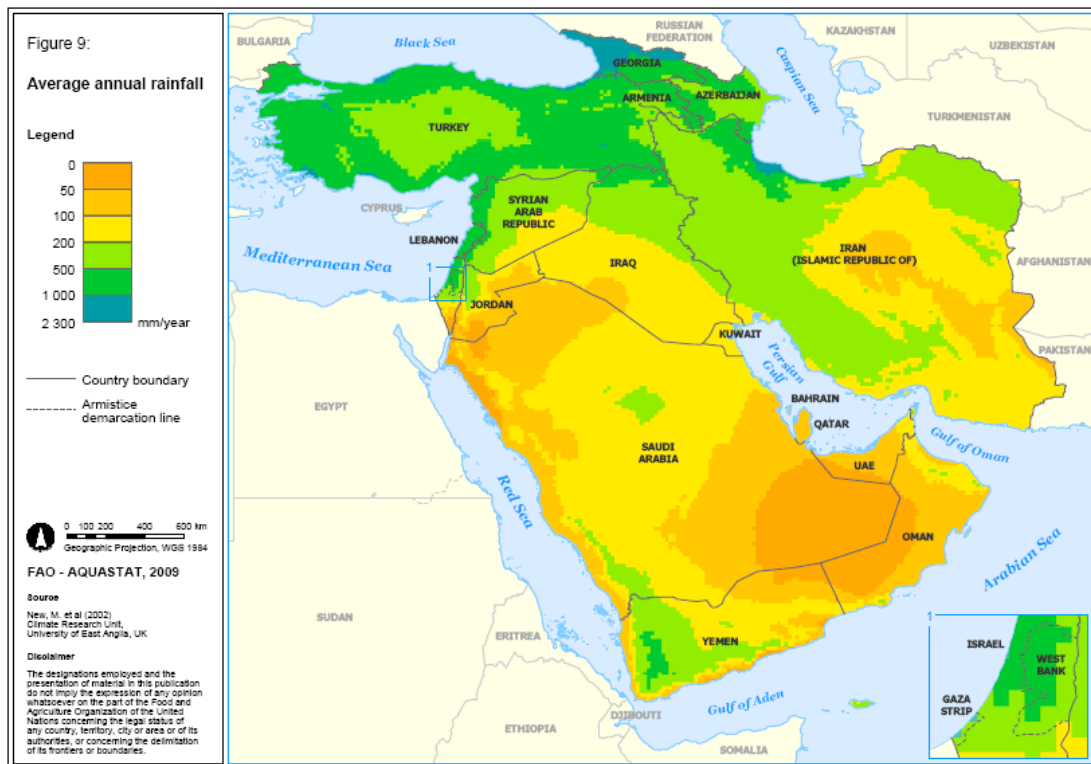 Figure 9:
Average annual rainfall
Legend
0
50
100
200
500
1 000
2 300
mm/year
Country boundary
Armistice
demarcation line
0 100 200 400 600 km
Geographic Projection, WGS 1984
FAO - AQUASTAT, 2009
Source
New, M. et al (2002)
Climate Research Unit,
University of East Anglia, UK
Disclaimer
The designations employed and the
presentation of material in this publication
do not imply the expression of any opinion
whatsoever on the part of the Food and
Agriculture Organization of the United
Nations concerning the legal status of
any country, territory, city or area or of its
authorities, or concerning the delimitation
of its frontiers or boundaries.
BULGARIA
Black Sea
RUSSIAN
FEDERATION
KAZAKHSTAN
UZBEKISTAN
GEORGIA
Caspian Sea
ARMENIA
AZERBAIJAN
TURKEY
TURKMENISTAN
CYPRUS
SYRIAN
ARAB
REPUBLIC
LEBANON
Mediterranean Sea
1
IRAQ
IRAN
(ISLAMIC REPUBLIC OF)
AFGHANISTAN
JORDAN
KUWAIT
PAKISTAN
Persian
Gulf
EGYPT
BAHRAIN
QATAR
Gulf of Oman
SAUDI
ARABIA
UAE
Red Sea
OMAN
Arabian Sea
SUDAN
ERITREA
YEMEN
Gulf of Aden
DJIBOUTI
ETHIOPIA
SOMALIA
1
ISRAEL
WEST
BANK
GAZA
STRIP